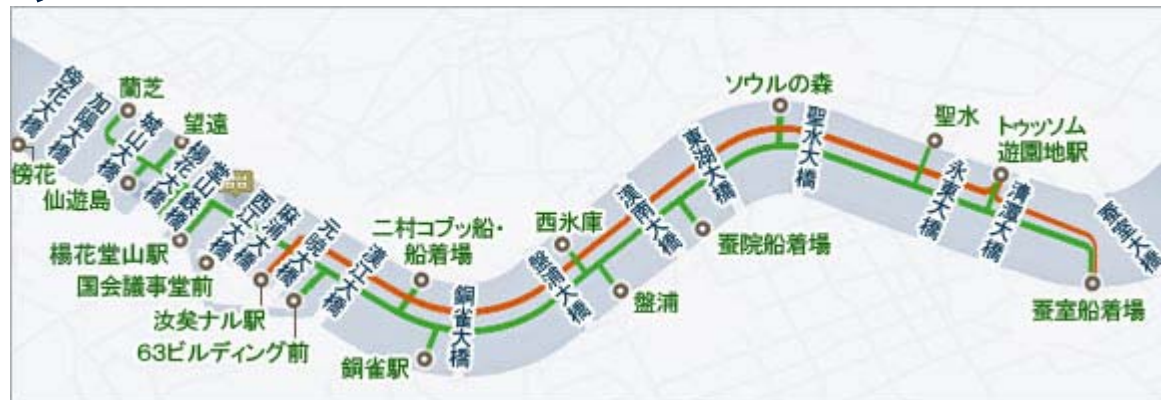 傍花大橋
加陽大橋
蘭芝
城山大橋
望遠
楊花大橋
堂山鉄橋
傍花
仙遊島
西江大橋
麻浦大橋
楊花堂山駅
国会議事堂前
汝矣ナル駅
63ビルディング前
元暁大橋
漢江大橋
二村コブッ船・
船着場
銅雀大橋
銅雀駅
西氷庫
盤浦大橋
盤浦
漢南大橋
東湖大橋
蚕院船着場
ソウルの森
聖水大橋
聖水
永東大橋
トゥッソム
遊園地駅
清潭大橋
蚕室大橋
蚕室船着場